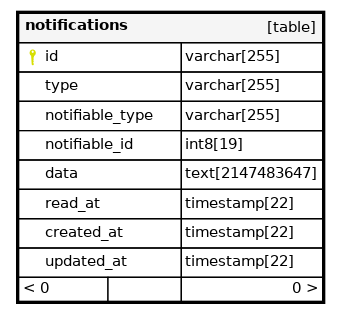 notifications [table]
id varchar[255]
type varchar[255]
notifiable_type varchar[255]
notifiable_id int8[19]
data text[2147483647]
read_at timestamp[22]
created_at timestamp[22]
updated_at timestamp[22]
< 0 0 >